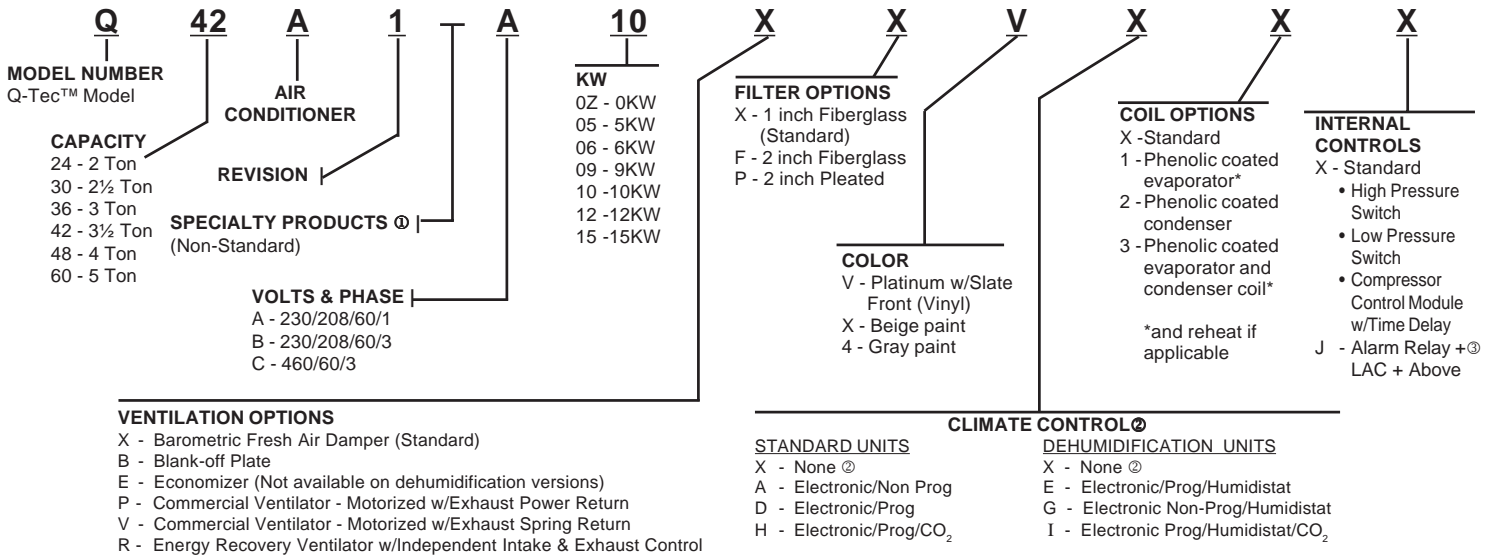 Q 42 A 1 – A 10 X X V X X X
MODEL NUMBER
Q-Tec™ Model
CAPACITY
24 - 2 Ton
30 - 2½ Ton
36 - 3 Ton
42 - 3½ Ton
48 - 4 Ton
60 - 5 Ton
AIR
CONDITIONER
REVISION
SPECIALTY PRODUCTS ①
(Non-Standard)
VOLTS & PHASE
A - 230/208/60/1
B - 230/208/60/3
C - 460/60/3
KW
0Z - 0KW
05 - 5KW
06 - 6KW
09 - 9KW
10 -10KW
12 -12KW
15 -15KW
FILTER OPTIONS
X - 1 inch Fiberglass
(Standard)
F - 2 inch Fiberglass
P - 2 inch Pleated
COLOR
V - Platinum w/Slate
Front (Vinyl)
X - Beige paint
4 - Gray paint
COIL OPTIONS
X -Standard
1 -Phenolic coated
evaporator*
2 -Phenolic coated
condenser
3 -Phenolic coated
evaporator and
condenser coil*
*and reheat if
applicable
INTERNAL
CONTROLS
X - Standard
• High Pressure
Switch
• Low Pressure
Switch
• Compressor
Control Module
w/Time Delay
J - Alarm Relay +③
LAC + Above
VENTILATION OPTIONS
X - Barometric Fresh Air Damper (Standard)
B - Blank-off Plate
E - Economizer (Not available on dehumidification versions)
P - Commercial Ventilator - Motorized w/Exhaust Power Return
V - Commercial Ventilator - Motorized w/Exhaust Spring Return
R - Energy Recovery Ventilator w/Independent Intake & Exhaust Control
CLIMATE CONTROL②
STANDARD UNITS
X - None ②
A - Electronic/Non Prog
D - Electronic/Prog
H - Electronic/Prog/CO₂
DEHUMIDIFICATION UNITS
X - None ②
E - Electronic/Prog/Humidistat
G - Electronic Non-Prog/Humidistat
I - Electronic Prog/Humidistat/CO₂